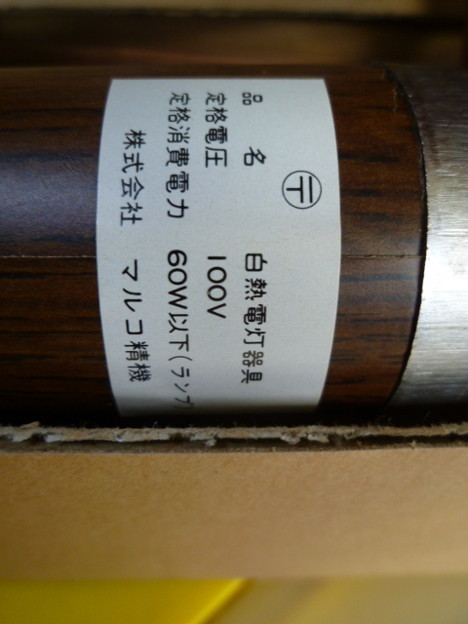 〒
品名 白熱電灯器具
定格電圧 100V
定格消費電力 60W以下(ランプ
株式会社 マルコ精機